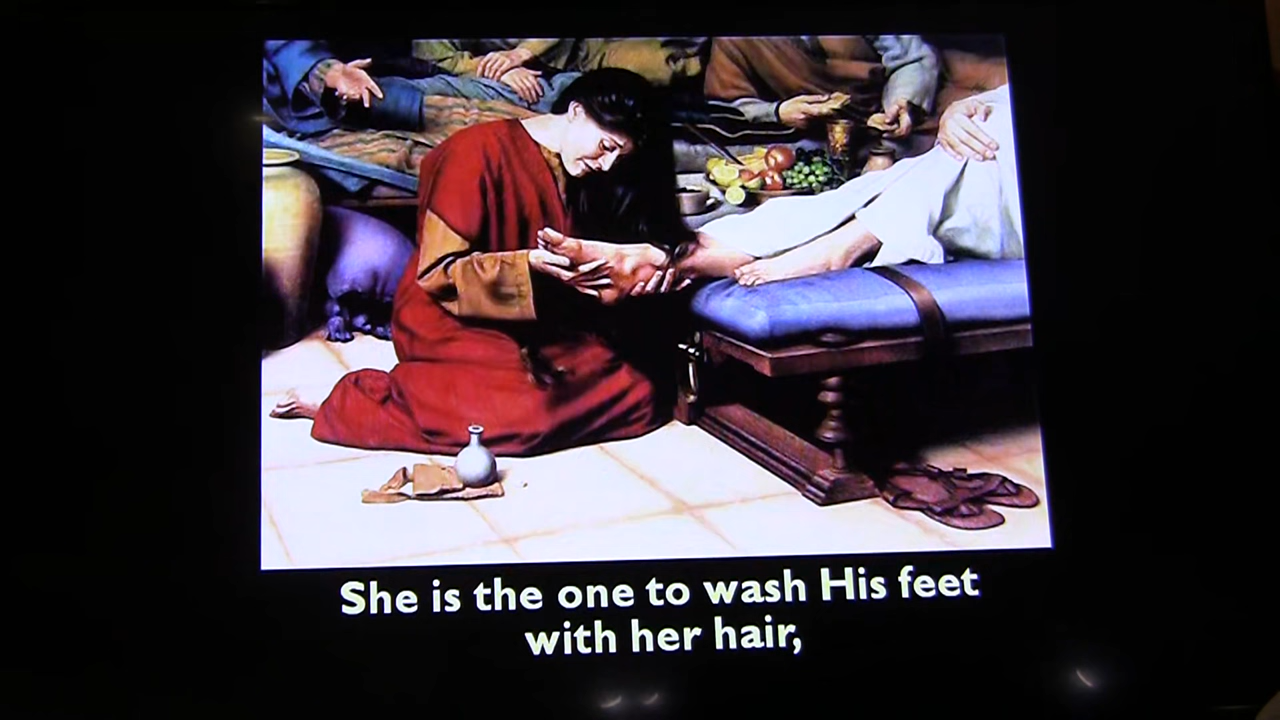 She is the one to wash His feet
with her hair,